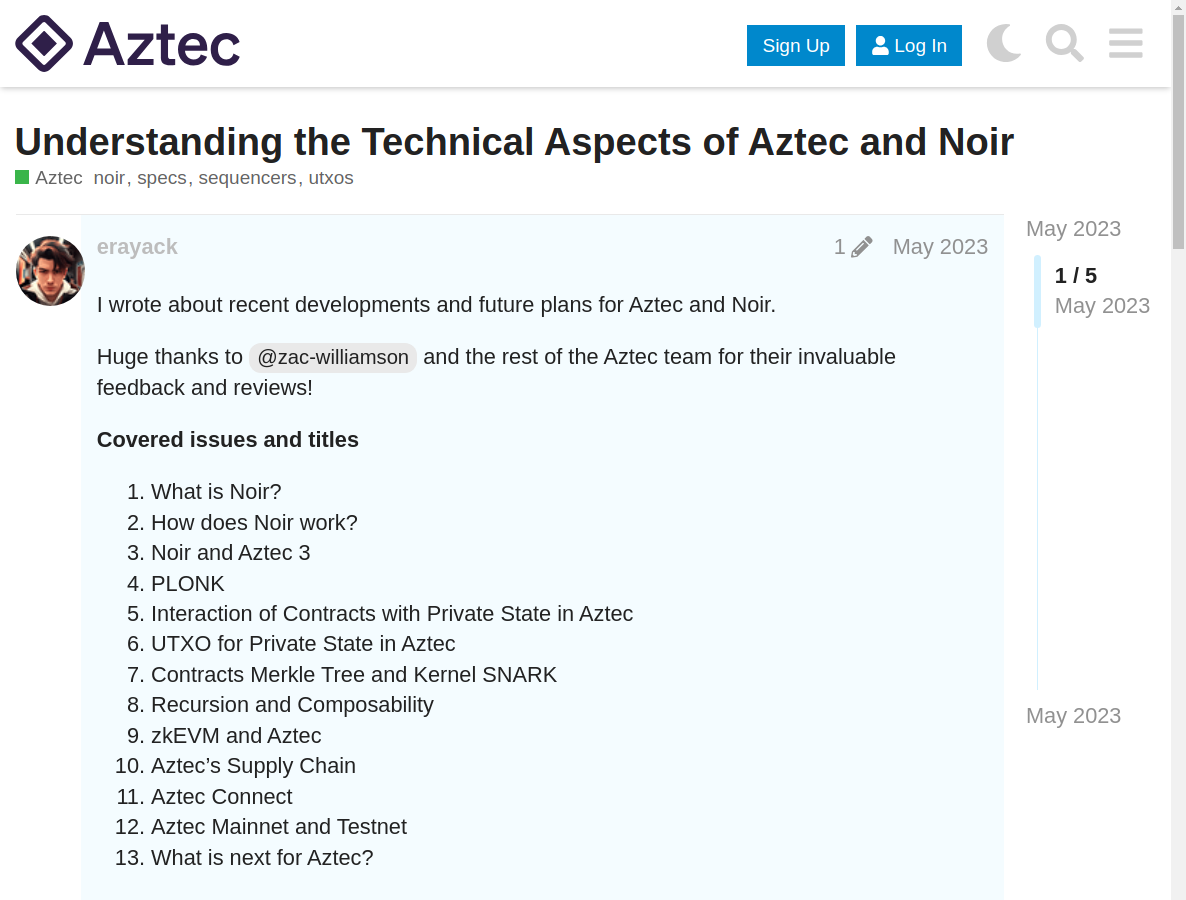 Aztec
Sign Up
Log In
Understanding the Technical Aspects of Aztec and Noir
Aztec noir, specs, sequencers, utxos
erayack
1
May 2023
I wrote about recent developments and future plans for Aztec and Noir.
Huge thanks to @zac-williamson and the rest of the Aztec team for their invaluable
feedback and reviews!
Covered issues and titles
1. What is Noir?
2. How does Noir work?
3. Noir and Aztec 3
4. PLONK
5. Interaction of Contracts with Private State in Aztec
6. UTXO for Private State in Aztec
7. Contracts Merkle Tree and Kernel SNARK
8. Recursion and Composability
9. zkEVM and Aztec
10. Aztec’s Supply Chain
11. Aztec Connect
12. Aztec Mainnet and Testnet
13. What is next for Aztec?
May 2023
1 / 5
May 2023
May 2023